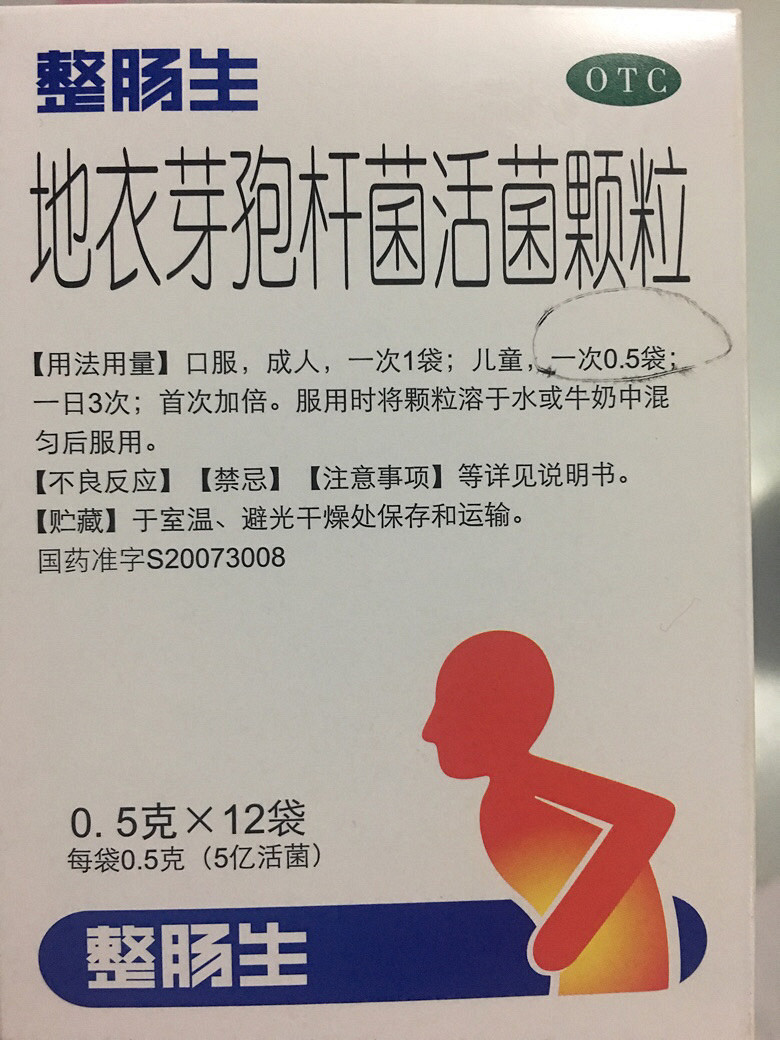 整肠生
OTC
地衣芽孢杆菌活菌颗粒
【用法用量】口服，成人，一次1袋；儿童，一次0.5袋；
一日3次；首次加倍。服用时将颗粒溶于水或牛奶中混
匀后服用。
【不良反应】【禁忌】【注意事项】等详见说明书。
【贮藏】于室温、避光干燥处保存和运输。
国药准字S20073008
0.5克×12袋
每袋0.5克（5亿活菌）
整肠生